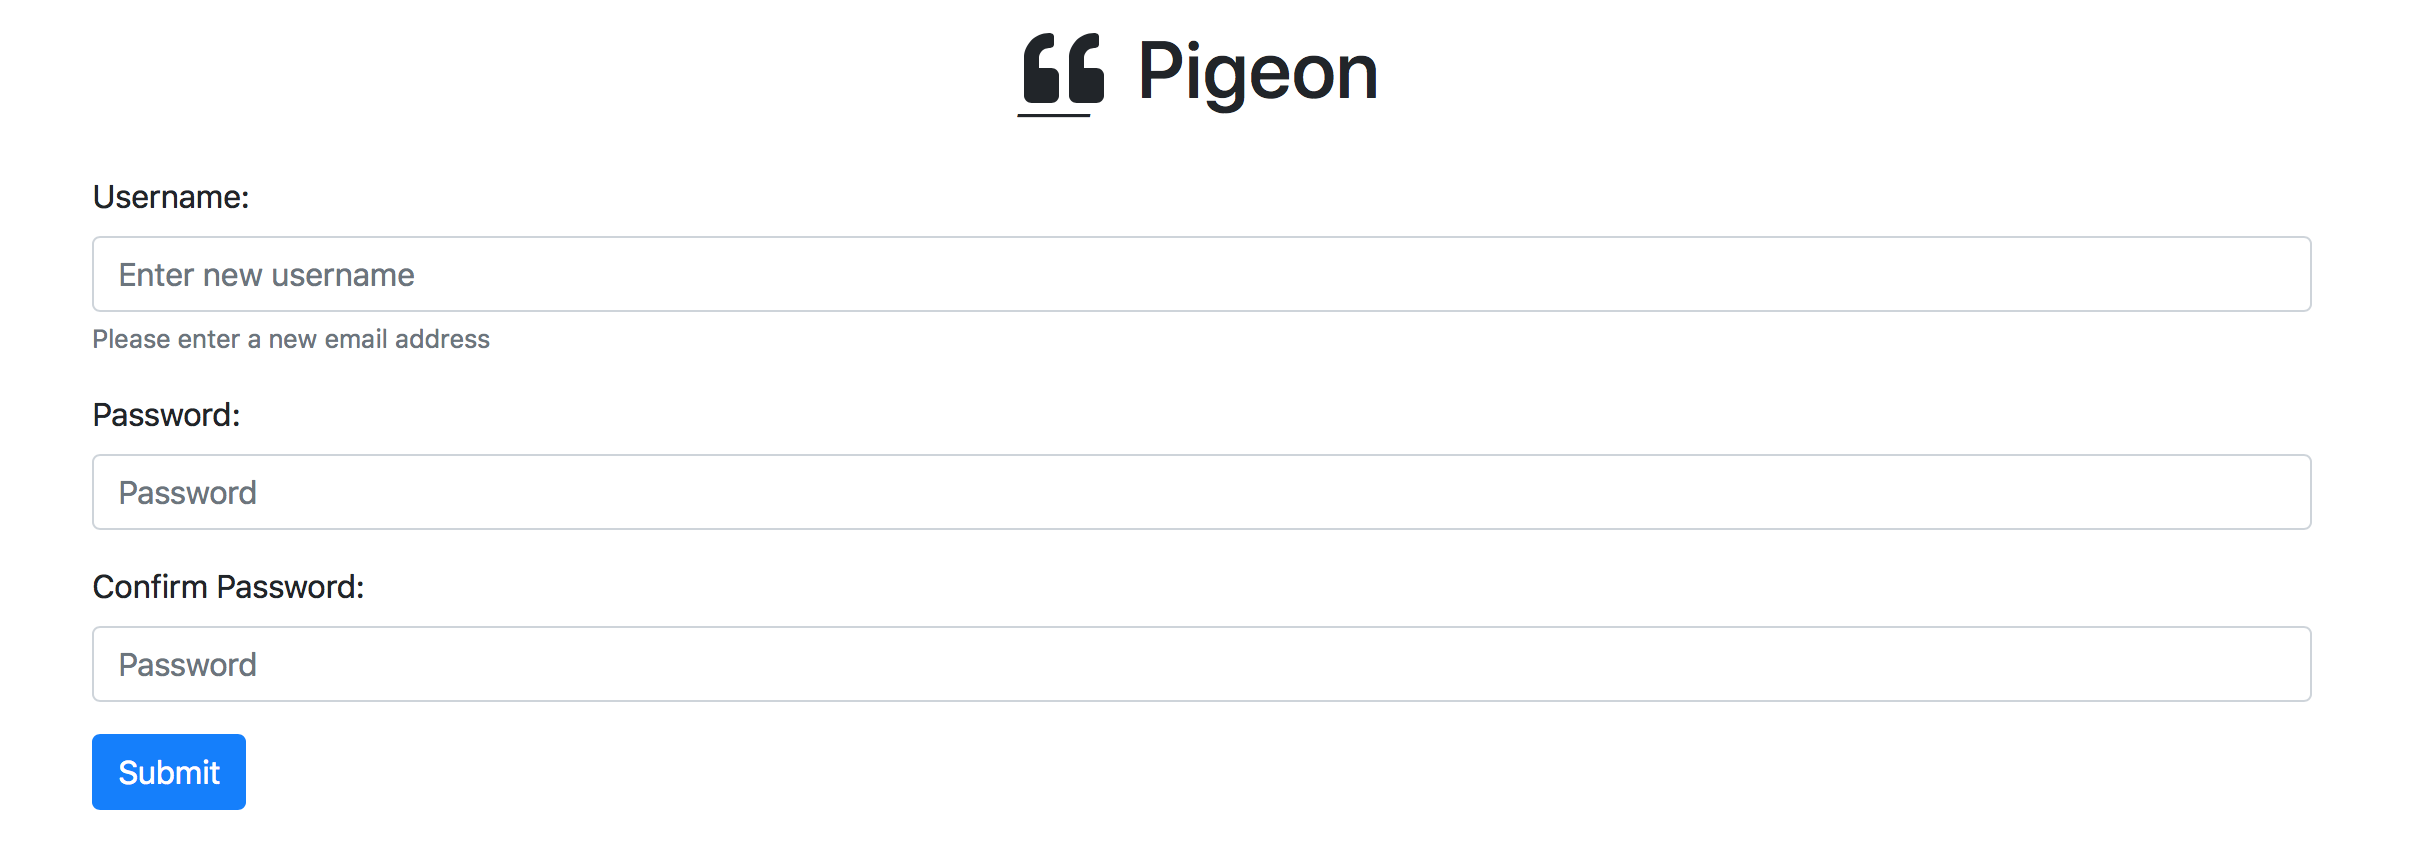 Pigeon
Username:
Enter new username
Please enter a new email address
Password:
Password
Confirm Password:
Password
Submit